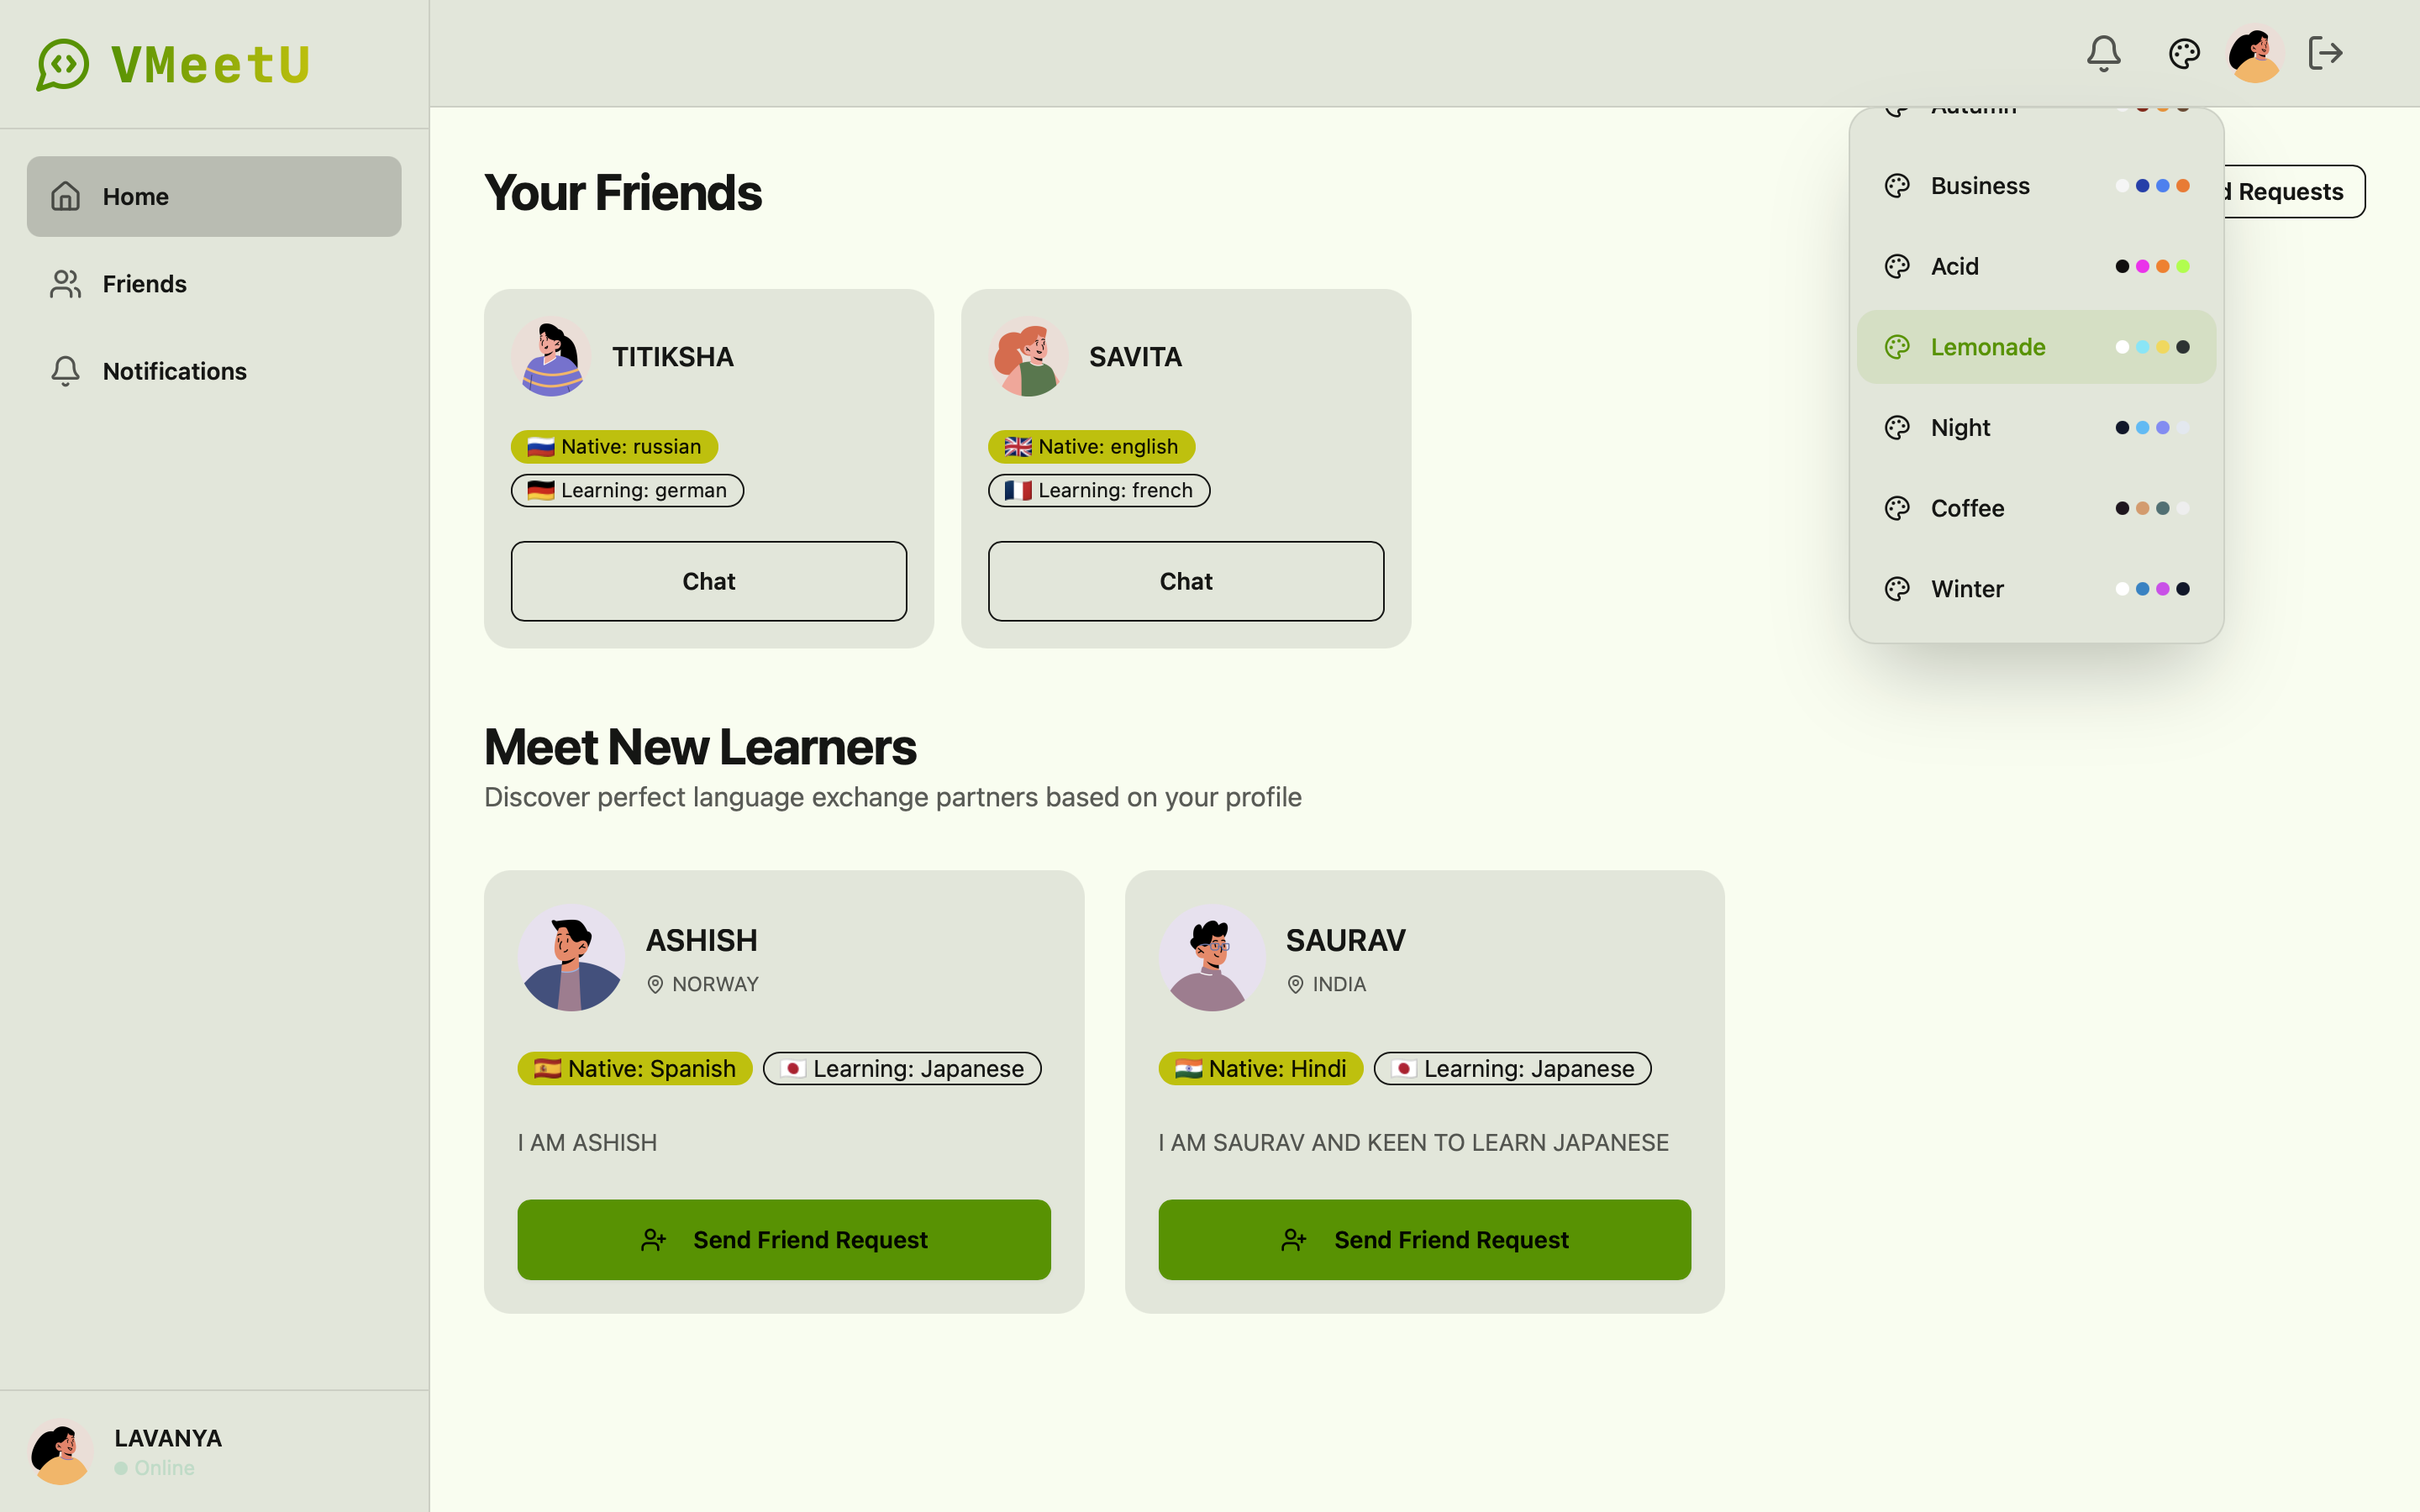 VMeetU
Home
Friends
Notifications
LAVANYA
Online
Your Friends
Requests
TITIKSHA
Native: russian
Learning: german
Chat
SAVITA
Native: english
Learning: french
Chat
Business
Acid
Lemonade
Night
Coffee
Winter
Meet New Learners
Discover perfect language exchange partners based on your profile
ASHISH
NORWAY
Native: Spanish
Learning: Japanese
I AM ASHISH
Send Friend Request
SAURAV
INDIA
Native: Hindi
Learning: Japanese
I AM SAURAV AND KEEN TO LEARN JAPANESE
Send Friend Request